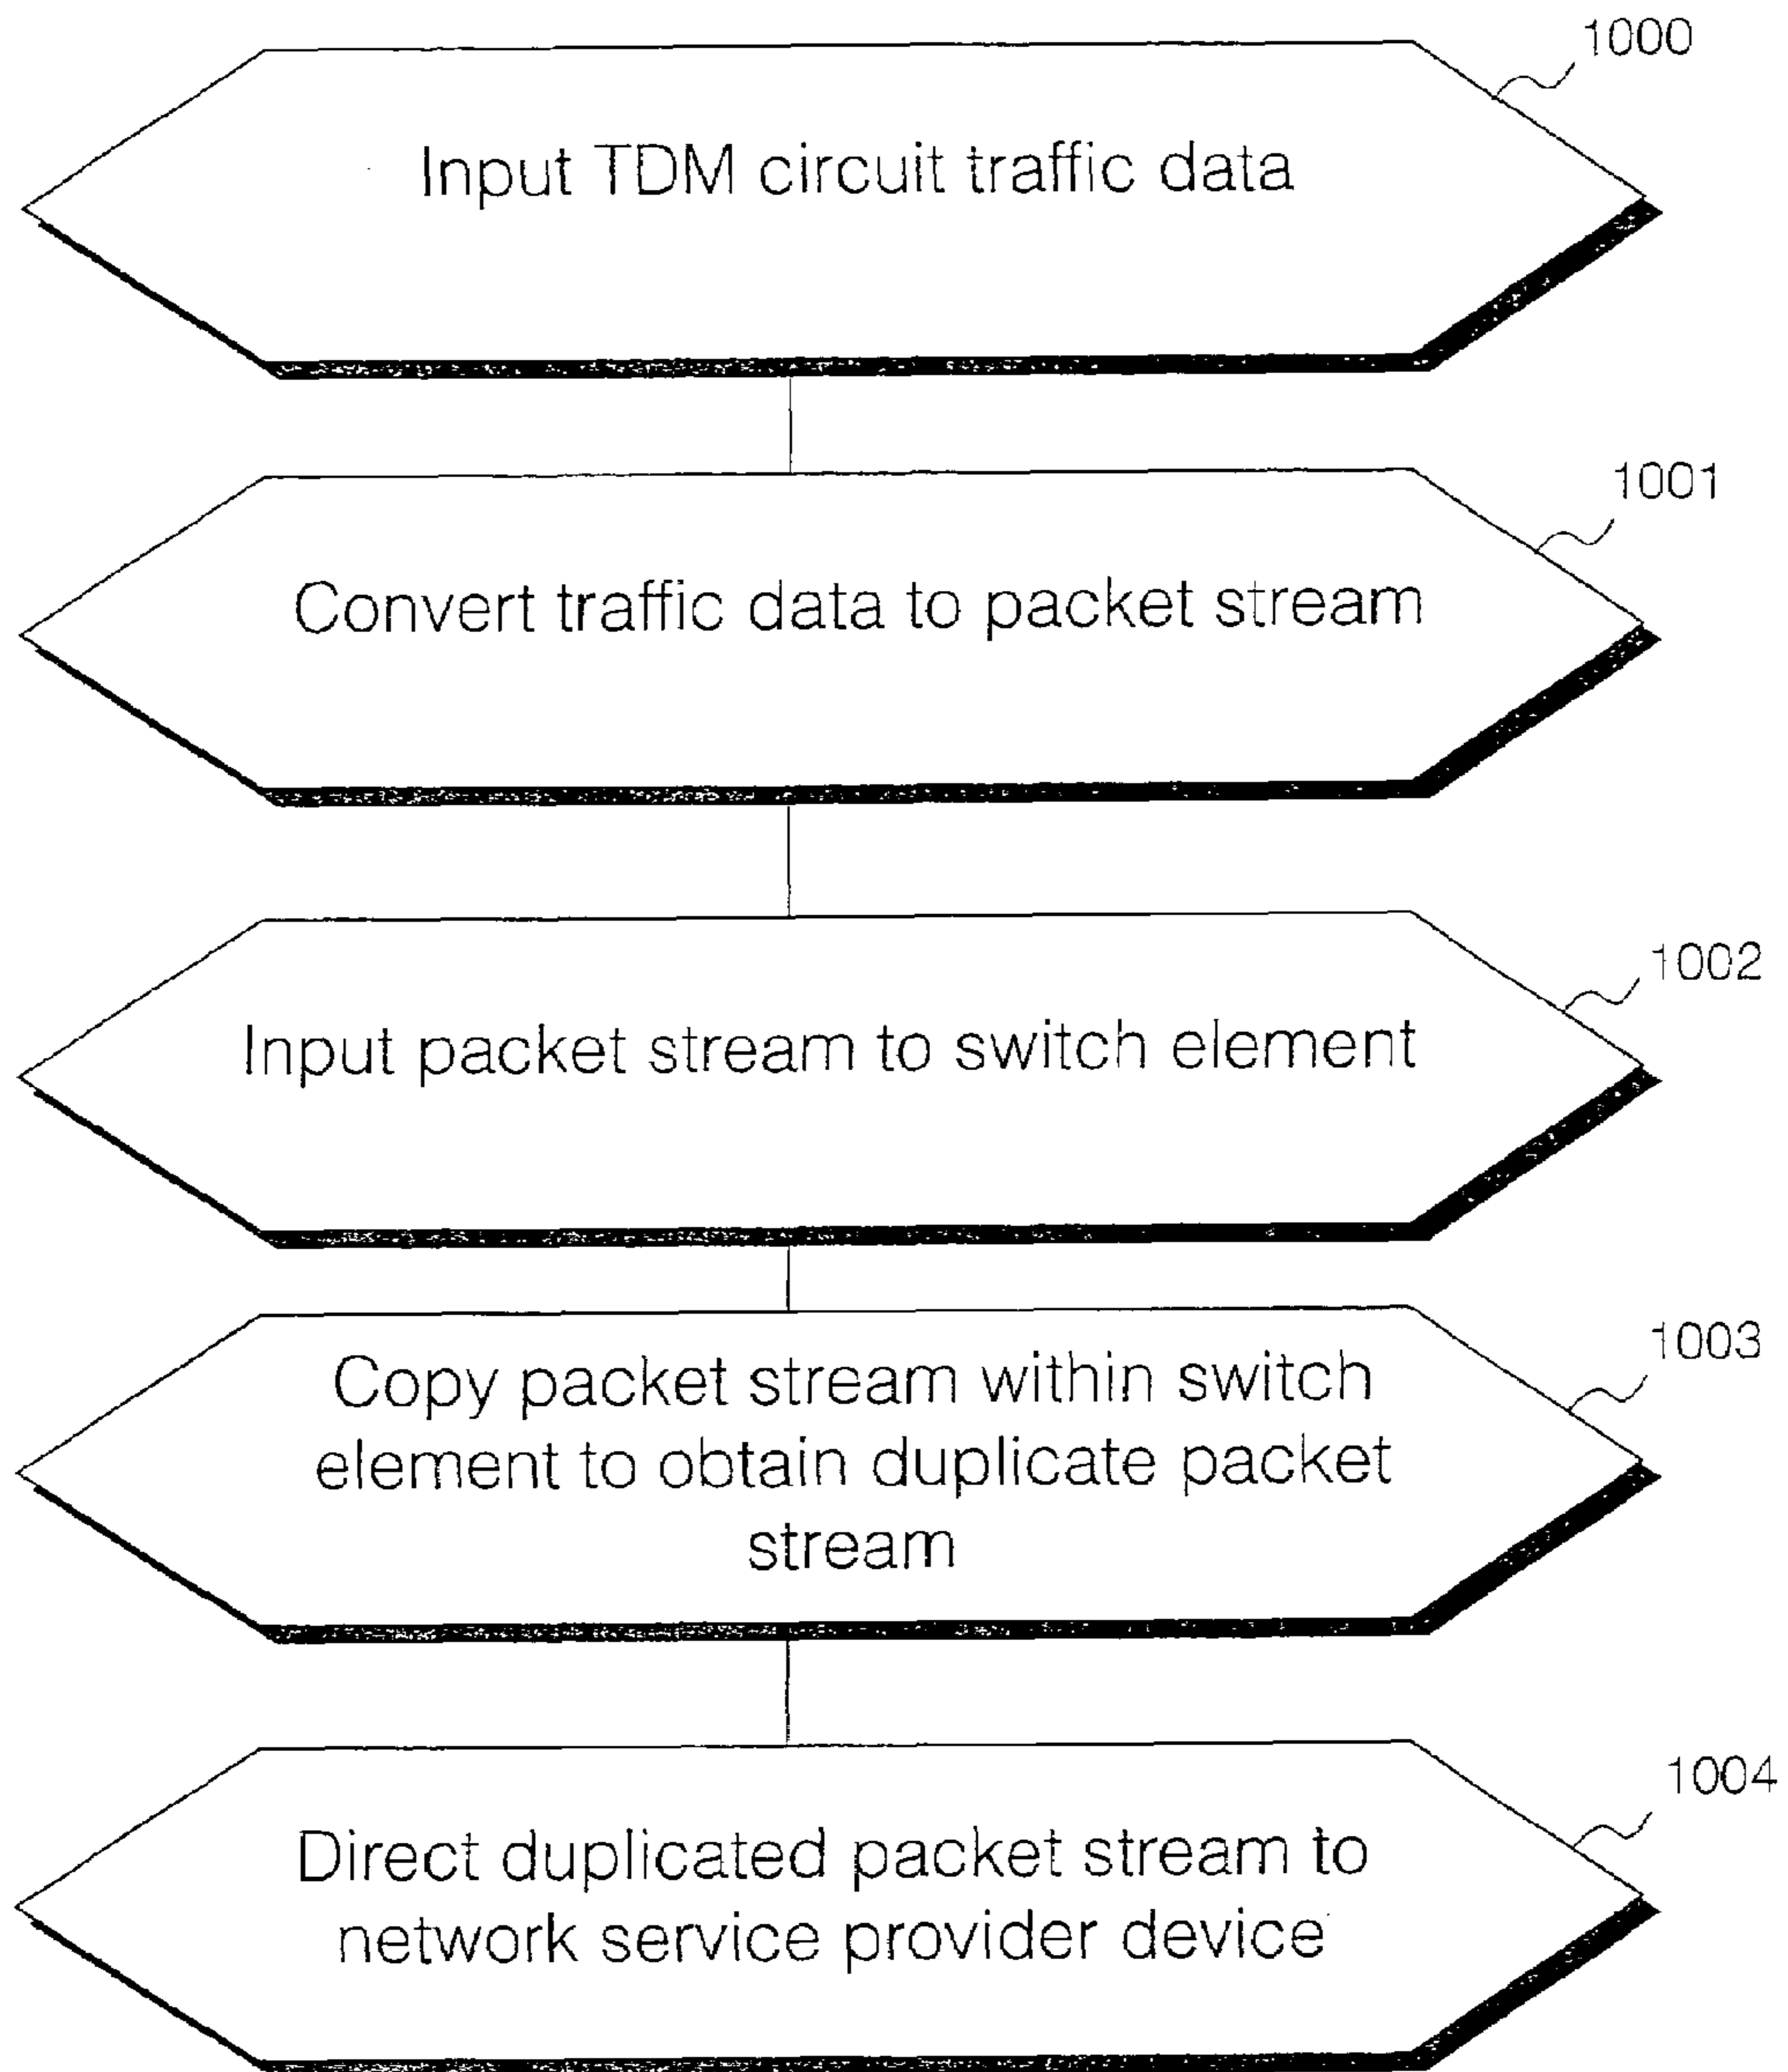 1000
Input TDM circuit traffic data
1001
Convert traffic data to packet stream
1002
Input packet stream to switch element
1003
Copy packet stream within switch
element to obtain duplicate packet
stream
1004
Direct duplicated packet stream to
network service provider device